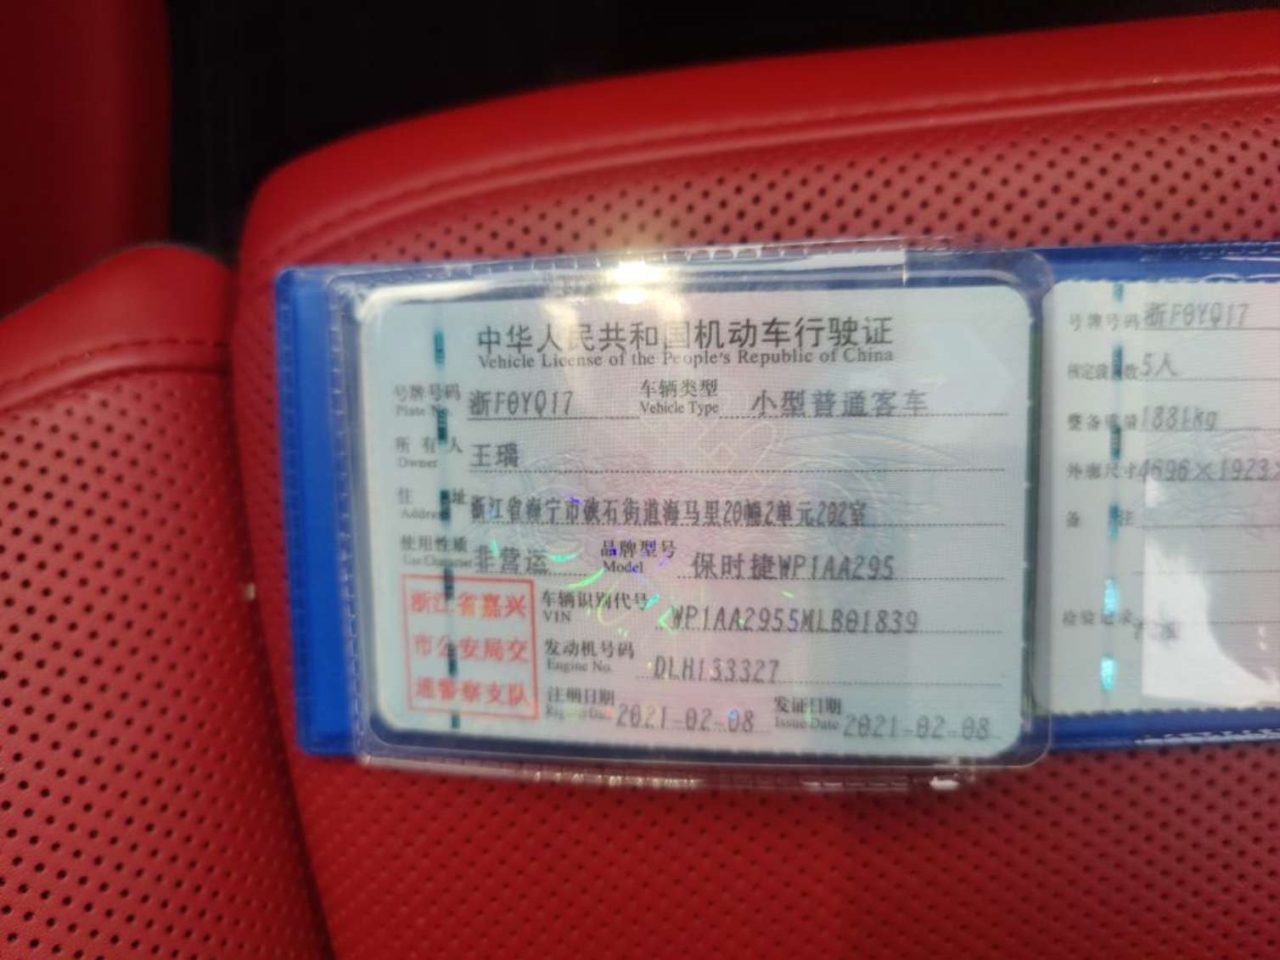 中华人民共和国机动车行驶证
Vehicle License of the People's Republic of China
号牌号码 浙F0YQ17 车辆类型 小型普通客车
Plate No. Vehicle Type
所有人 王瑞
Owner
住址 浙江省海宁市硖石街道海马里20幢2单元202室
Address
使用性质 非营运 品牌型号 保时捷WP1AA295
Use Character Model
浙江省嘉兴
市公安局交
通警察支队
车辆识别代号 WP1AA2955MLB01839
VIN
发动机号码 DLH133327
Engine No.
注册日期 2021-02-08 发证日期 2021-02-08
Register Date Issue Date
号牌号码 浙F0YQ17
核定载人数 5人
整备质量 1881kg
外廓尺寸 4696×1923×
备注
检验记录